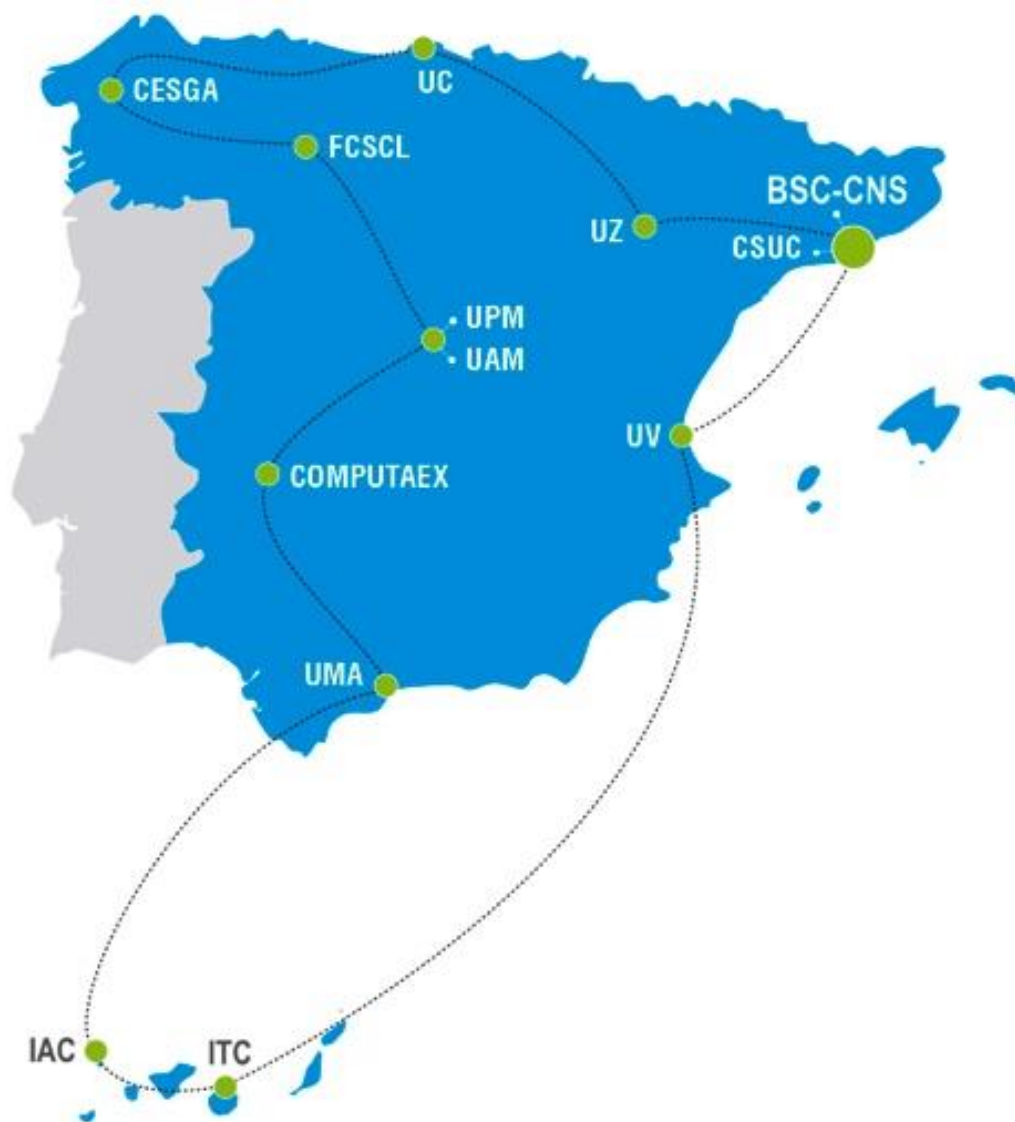 UC
CESGA
FCSCL
BSC-CNS
UZ
CSUC
UPM
UAM
UV
COMPUTAEX
UMA
IAC
ITC